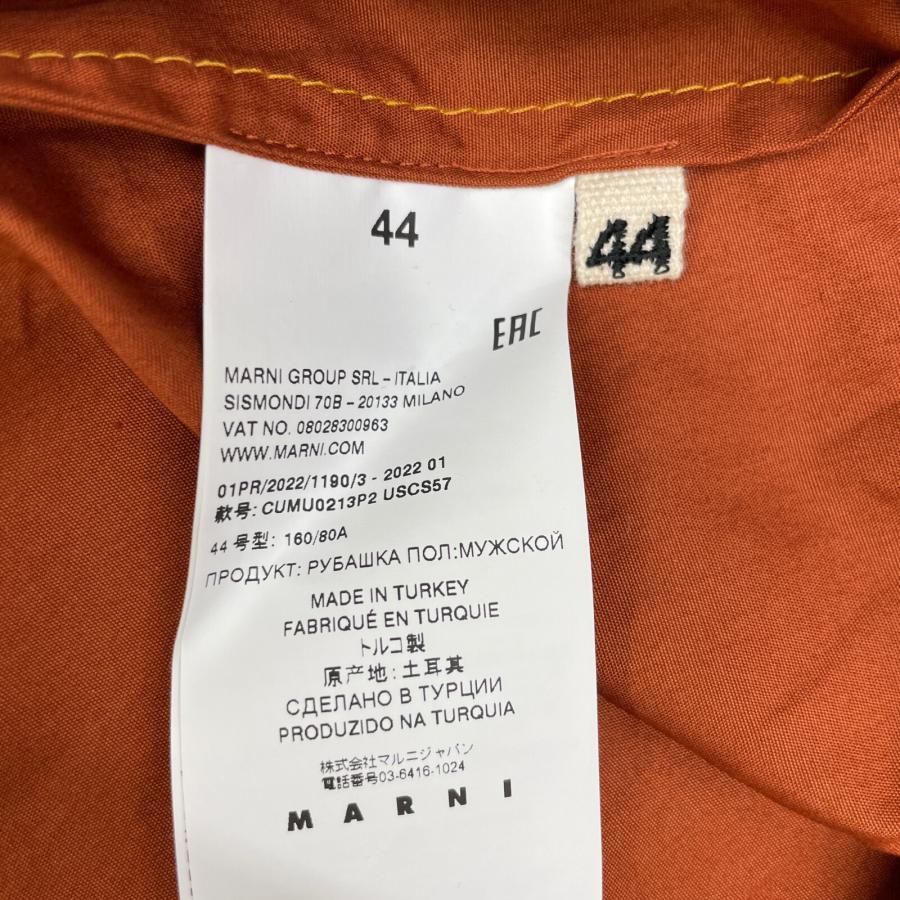 44
44
EAC
MARNI GROUP SRL – ITALIA
SISMONDI 70B – 20133 MILANO
VAT NO. 08028300963
WWW.MARNI.COM
01PR/2022/1190/3 - 2022 01
款号: CUMU0213P2 USCS57
44 号型: 160/80A
ПРОДУКТ: РУБАШКА ПОЛ:МУЖСКОЙ
MADE IN TURKEY
FABRIQUÉ EN TURQUIE
トルコ製
原产地: 土耳其
СДЕЛАНО В ТУРЦИИ
PRODUZIDO NA TURQUIA
株式会社マルニジャパン
電話番号03-6416-1024
MARNI